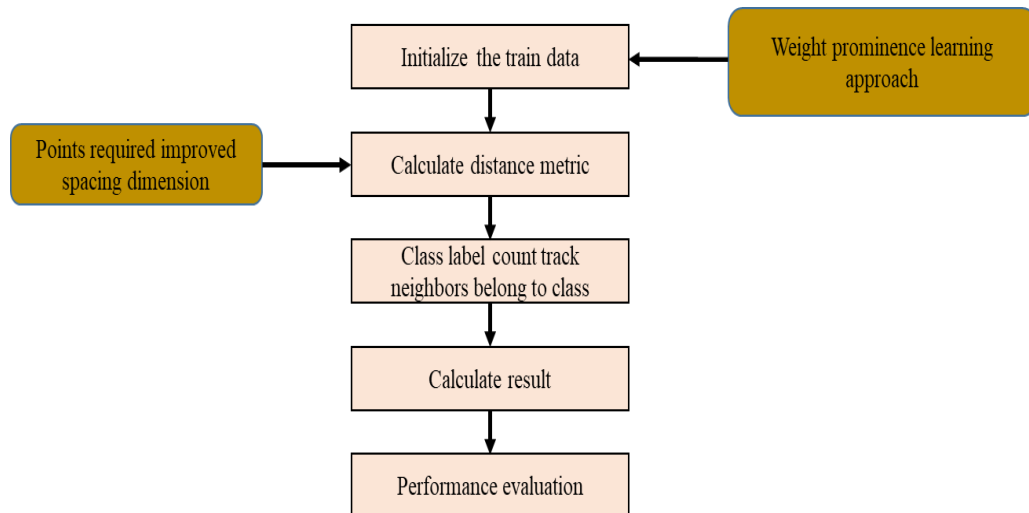 Initialize the train data
Weight prominence learning
approach
Points required improved
spacing dimension
Calculate distance metric
Class label count track
neighbors belong to class
Calculate result
Performance evaluation